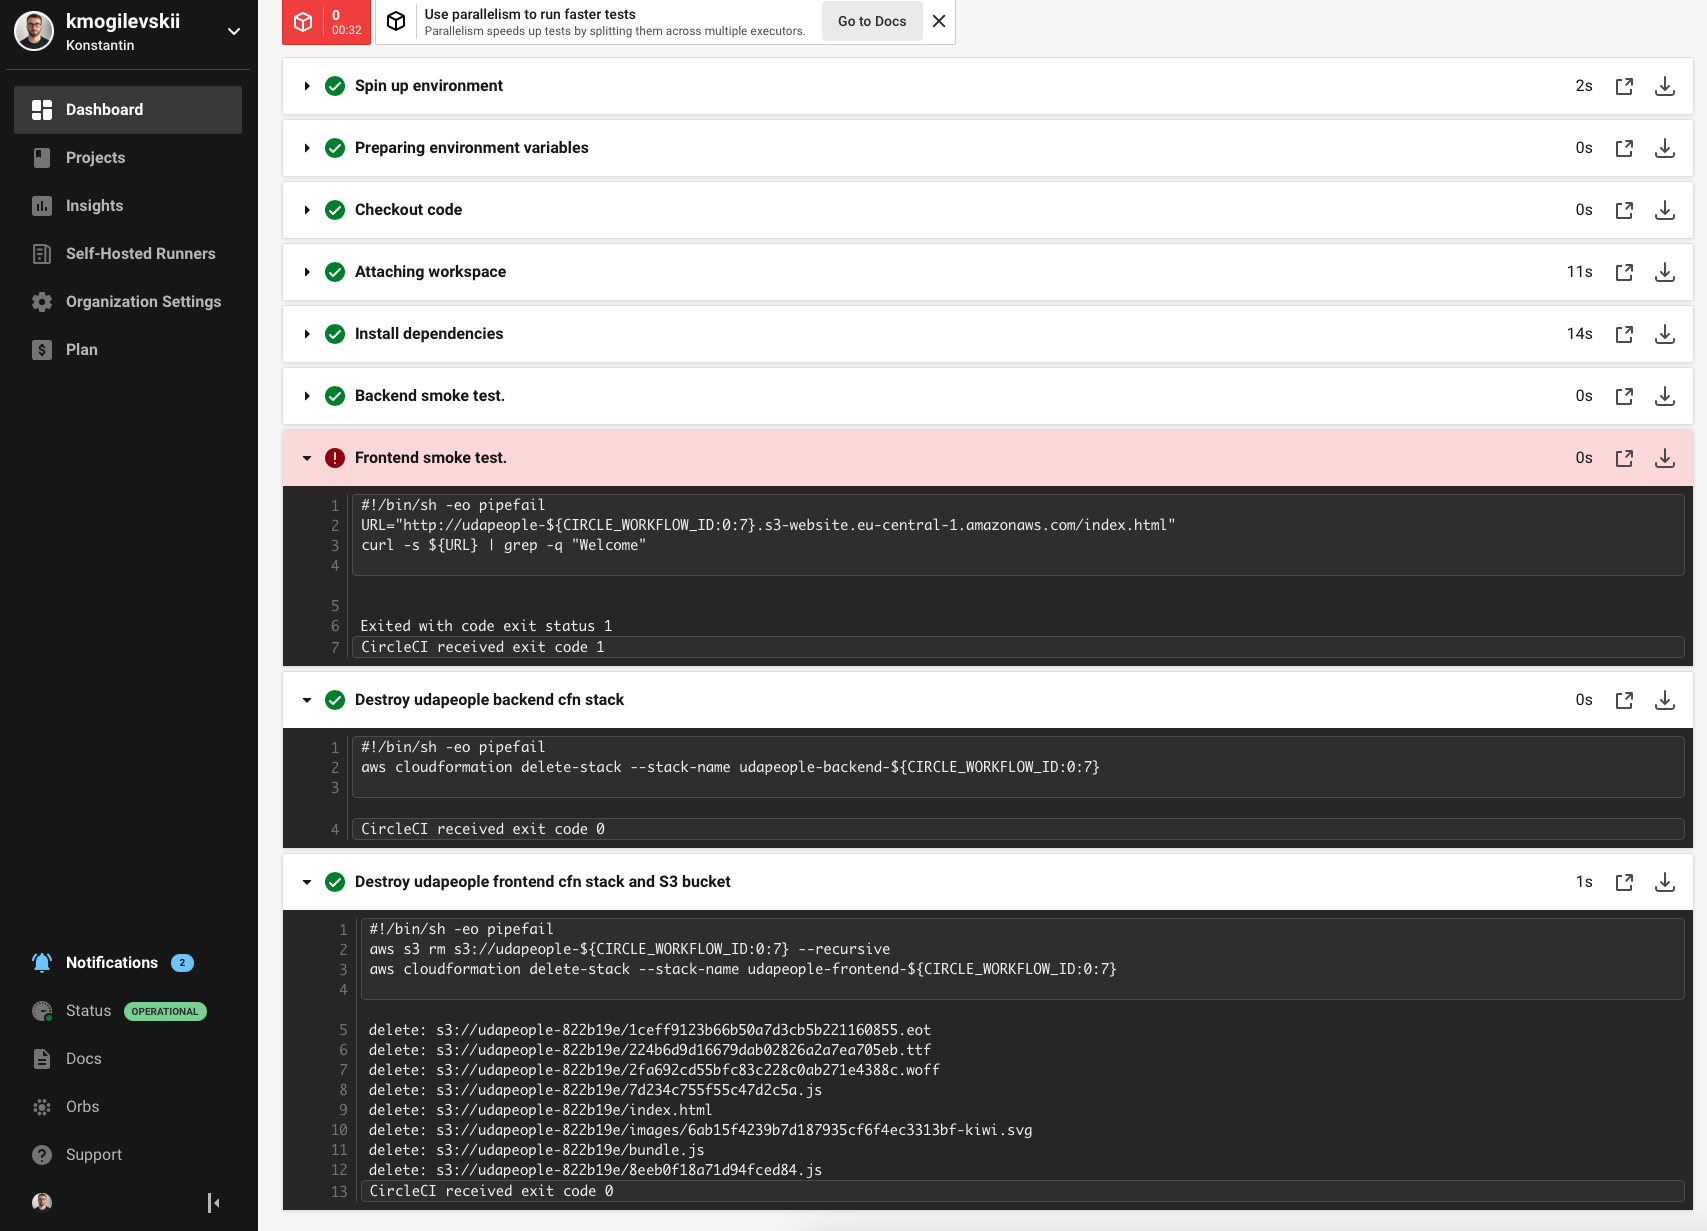 kmogilevskii
Konstantin
Dashboard
Projects
Insights
Self-Hosted Runners
Organization Settings
$ Plan
Notifications 2
Status OPERATIONAL
Docs
Orbs
? Support
0
00:32
Use parallelism to run faster tests
Parallelism speeds up tests by splitting them across multiple executors.
Go to Docs
Spin up environment 2s
Preparing environment variables 0s
Checkout code 0s
Attaching workspace 11s
Install dependencies 14s
Backend smoke test. 0s
! Frontend smoke test. 0s
1 #!/bin/sh -eo pipefail
2 URL="http://udapeople-${CIRCLE_WORKFLOW_ID:0:7}.s3-website.eu-central-1.amazonaws.com/index.html"
3 curl -s ${URL} | grep -q "Welcome"
4
5
6 Exited with code exit status 1
7 CircleCI received exit code 1
Destroy udapeople backend cfn stack 0s
1 #!/bin/sh -eo pipefail
2 aws cloudformation delete-stack --stack-name udapeople-backend-${CIRCLE_WORKFLOW_ID:0:7}
3
4 CircleCI received exit code 0
Destroy udapeople frontend cfn stack and S3 bucket 1s
1 #!/bin/sh -eo pipefail
2 aws s3 rm s3://udapeople-${CIRCLE_WORKFLOW_ID:0:7} --recursive
3 aws cloudformation delete-stack --stack-name udapeople-frontend-${CIRCLE_WORKFLOW_ID:0:7}
4
5 delete: s3://udapeople-822b19e/1ceff9123b66b50a7d3cb5b221160855.eot
6 delete: s3://udapeople-822b19e/224b6d9d16679dab02826a2a7ea705eb.ttf
7 delete: s3://udapeople-822b19e/2fa692cd55bfc83c228c0ab271e4388c.woff
8 delete: s3://udapeople-822b19e/7d234c755f55c47d2c5a.js
9 delete: s3://udapeople-822b19e/index.html
10 delete: s3://udapeople-822b19e/images/6ab15f4239b7d187935cf6f4ec3313bf-kiwi.svg
11 delete: s3://udapeople-822b19e/bundle.js
12 delete: s3://udapeople-822b19e/8eeb0f18a71d94fced84.js
13 CircleCI received exit code 0